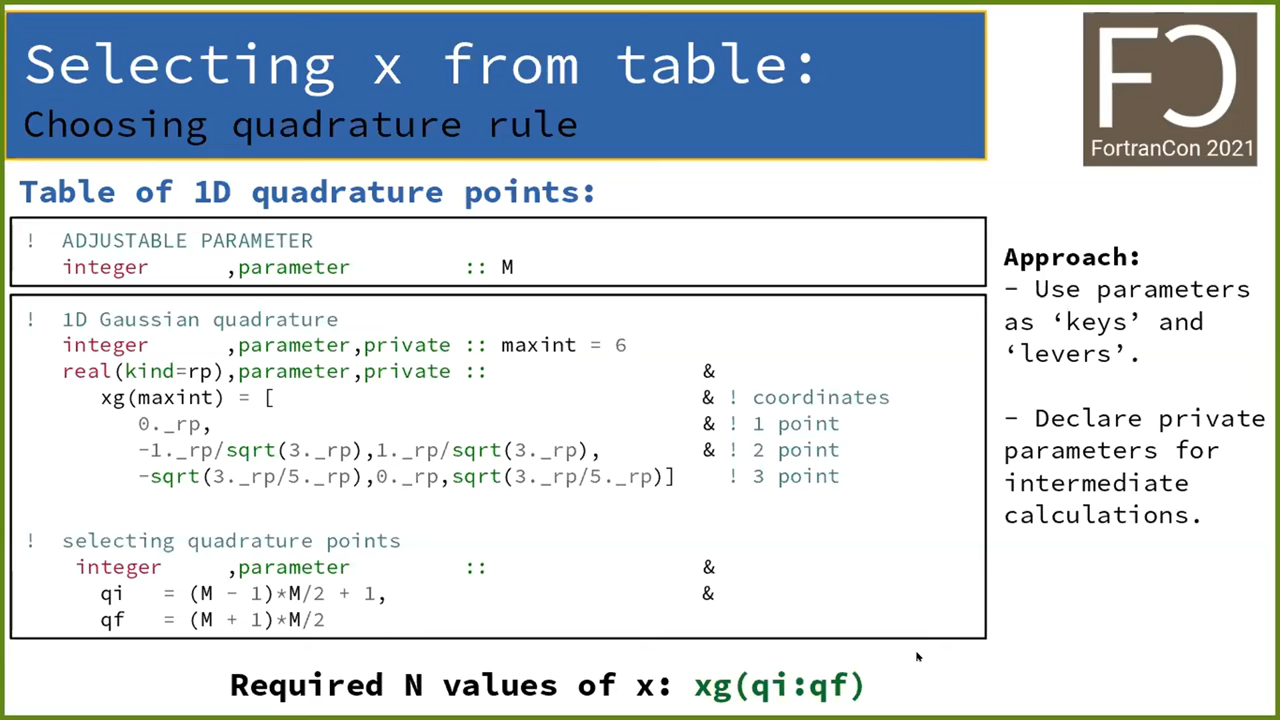 Selecting x from table:
Choosing quadrature rule
FC
FortranCon 2021
Table of 1D quadrature points:
! ADJUSTABLE PARAMETER
integer ,parameter :: M
! 1D Gaussian quadrature
integer ,parameter,private :: maxint = 6
real(kind=rp),parameter,private :: &
xg(maxint) = [ & ! coordinates
0._rp, & ! 1 point
-1._rp/sqrt(3._rp),1._rp/sqrt(3._rp), & ! 2 point
-sqrt(3._rp/5._rp),0._rp,sqrt(3._rp/5._rp)] ! 3 point
! selecting quadrature points
integer ,parameter :: &
qi = (M - 1)*M/2 + 1, &
qf = (M + 1)*M/2
Approach:
- Use parameters
as ‘keys’ and
‘levers’.
- Declare private
parameters for
intermediate
calculations.
Required N values of x: xg(qi:qf)